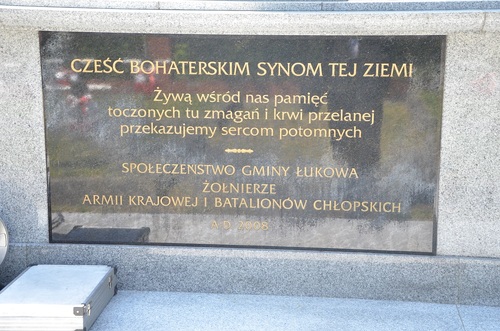 CZEŚĆ BOHATERSKIM SYNOM TEJ ZIEMI
Żywą wśród nas pamięć
toczonych tu zmagań i krwi przelanej
przekazujemy sercom potomnych
SPOŁECZEŃSTWO GMINY ŁUKOWA
ŻOŁNIERZE
ARMII KRAJOWEJ I BATALIONÓW CHŁOPSKICH
A.D. 2008